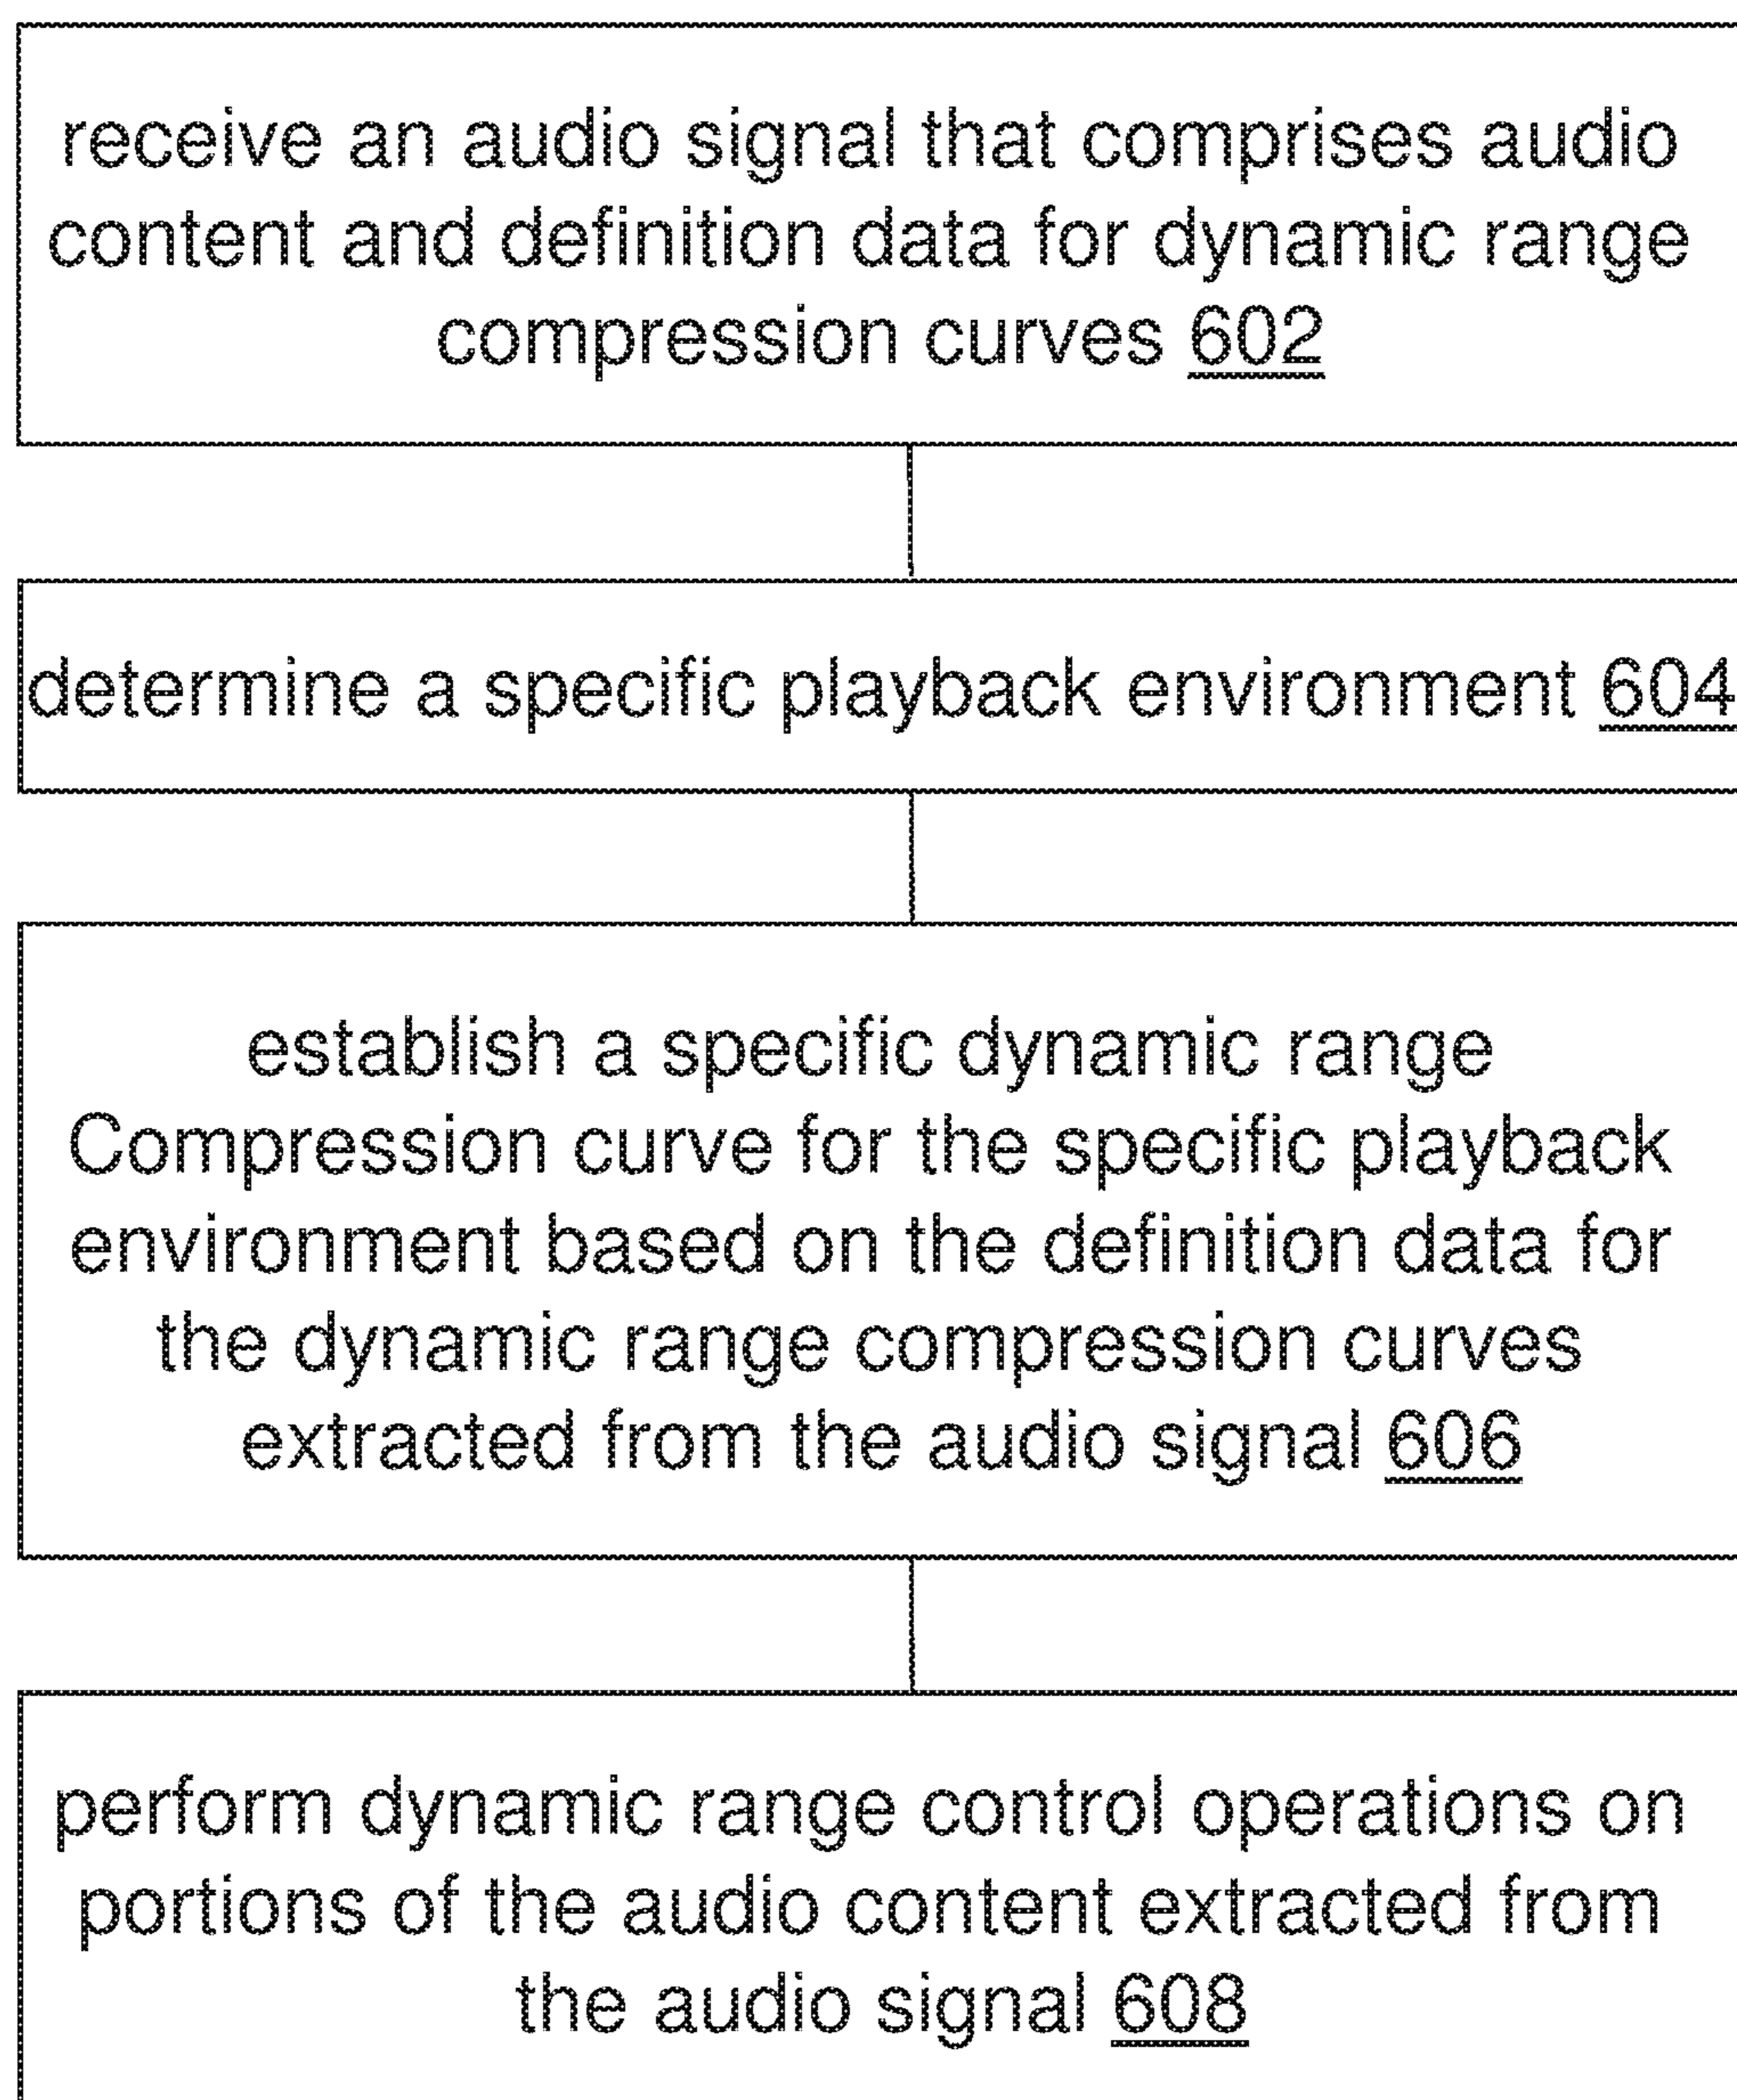 receive an audio signal that comprises audio
content and definition data for dynamic range
compression curves 602
determine a specific playback environment 604
establish a specific dynamic range
Compression curve for the specific playback
environment based on the definition data for
the dynamic range compression curves
extracted from the audio signal 606
perform dynamic range control operations on
portions of the audio content extracted from
the audio signal 608